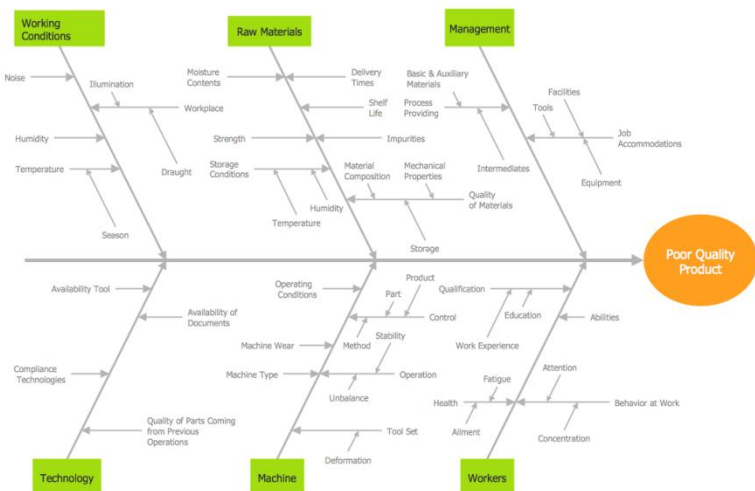 Working
Conditions
Raw Materials
Management
Noise
Illumination
Workplace
Humidity
Temperature
Draught
Season
Moisture
Contents
Delivery
Times
Shelf
Life
Strength
Impurities
Storage
Conditions
Material
Composition
Mechanical
Properties
Humidity
Temperature
Quality
of Materials
Storage
Basic & Auxiliary
Materials
Process
Providing
Intermediates
Facilities
Tools
Job
Accommodations
Equipment
Poor Quality
Product
Availability Tool
Availability of
Documents
Compliance
Technologies
Quality of Parts Coming
from Previous
Operations
Operating
Conditions
Product
Part
Control
Method
Machine Wear
Stability
Machine Type
Operation
Unbalance
Tool Set
Deformation
Qualification
Education
Work Experience
Abilities
Attention
Fatigue
Health
Ailment
Behavior at Work
Concentration
Technology
Machine
Workers